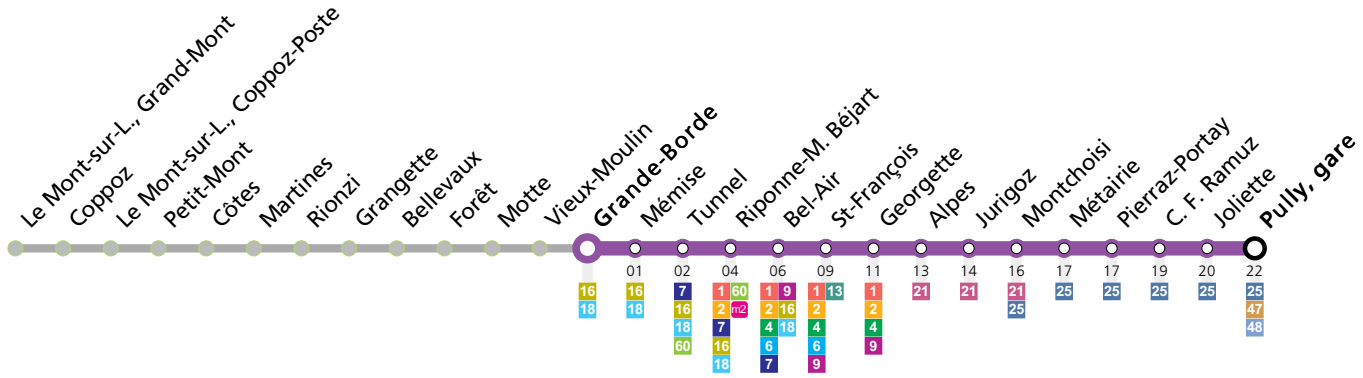 Le Mont-sur-L., Grand-Mont
Coppoz
Le Mont-sur-L., Coppoz-Poste
Petit-Mont
Côtes
Martines
Rionzi
Grangette
Bellevaux
Forêt
Motte
Vieux-Moulin
Grande-Borde
Mémise
Tunnel
Riponne-M. Béjart
Bel-Air
St-François
Georgette
Alpes
Jurigoz
Montchoisi
Métairie
Pierraz-Portay
C. F. Ramuz
Joliette
Pully, gare
01 02 04 06 09 11 13 14 16 17 17 19 20 22
16 16 7 1 60 1 9 1 13 1 21 21 21 25 25 25 25 25
18 18 16 2 m2 2 16 2 2 25 47
18 7 4 18 4 4 48
60 16 6 6 9
18 7 9